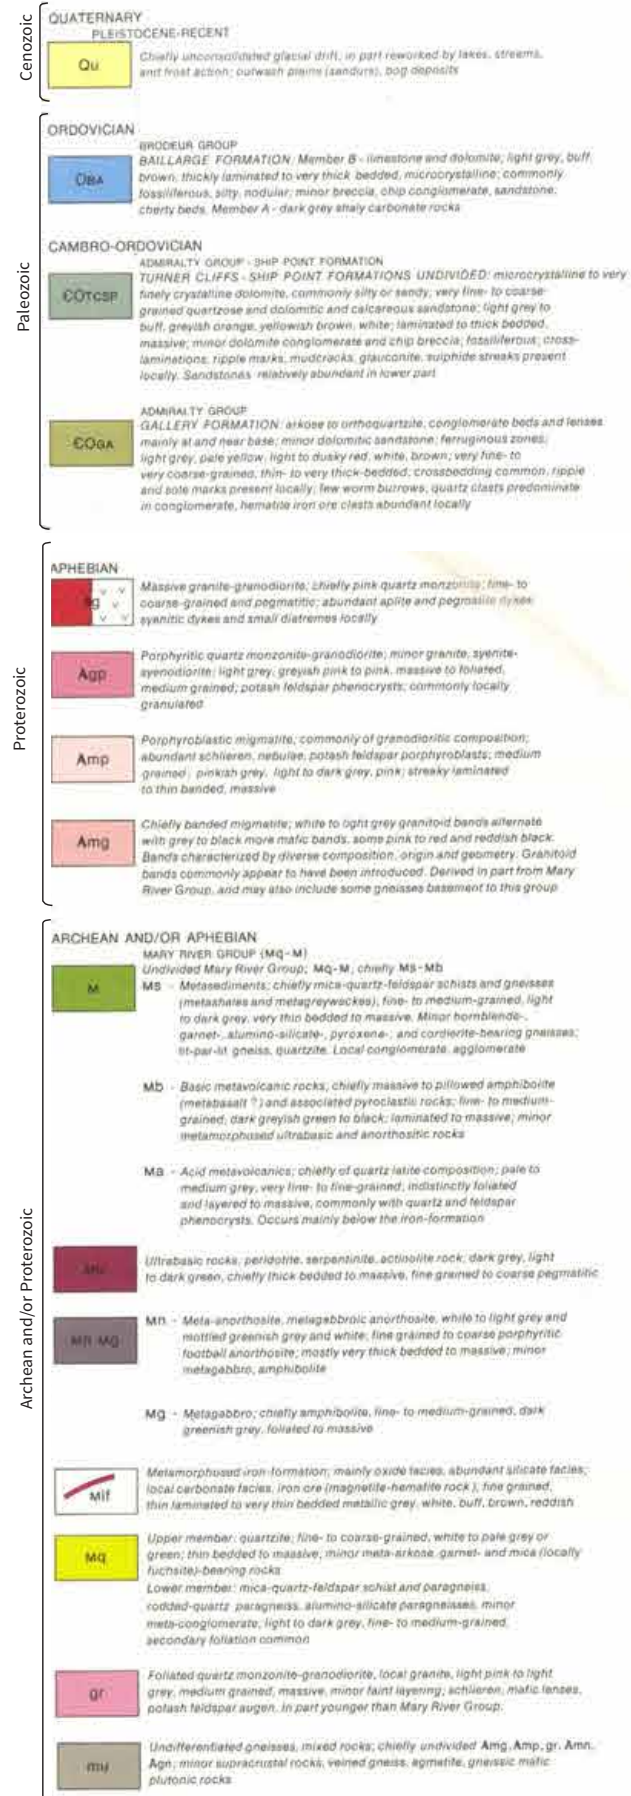 Cenozoic
QUATERNARY
PLEISTOCENE-RECENT
Qu
Chiefly unconsolidated glacial drift, in part reworked by lakes, streams,
and frost action; outwash plains (sandurs), bog deposits
Paleozoic
ORDOVICIAN
BRODEUR GROUP
OBA
BAILLARGE FORMATION: Member B - limestone and dolomite; light grey, buff,
brown, thickly laminated to very thick bedded, microcrystalline; commonly
fossiliferous, silty, nodular; minor breccia, chip conglomerate, sandstone,
cherty beds. Member A - dark grey shaly carbonate rocks
CAMBRO-ORDOVICIAN
ADMIRALTY GROUP - SHIP POINT FORMATION
ЄOTCSP
TURNER CLIFFS - SHIP POINT FORMATIONS UNDIVIDED: microcrystalline to very
finely crystalline dolomite, commonly silty or sandy; very fine- to coarse-
grained quartzose and dolomitic and calcareous sandstone; light grey to
buff, greyish orange, yellowish brown, white; laminated to thick bedded,
massive; minor dolomite conglomerate and chip breccia; fossiliferous; cross-
laminations, ripple marks, mudcracks, glauconite, sulphide streaks present
locally. Sandstones relatively abundant in lower part
ADMIRALTY GROUP
ЄOGA
GALLERY FORMATION: arkose to orthoquartzite, conglomerate beds and lenses
mainly at and near base; minor dolomitic sandstone; ferruginous zones;
light grey, pale yellow, light to dusky red, white, brown; very fine- to
very coarse-grained, thin- to very thick-bedded; crossbedding common, ripple
and sole marks present locally; few worm burrows, quartz clasts predominate
in conglomerate, hematite iron ore clasts abundant locally
Proterozoic
APHEBIAN
g
Massive granite-granodiorite; chiefly pink quartz monzonite; fine- to
coarse-grained and pegmatitic; abundant aplite and pegmatite dykes;
syenitic dykes and small diatremes locally
Agp
Porphyritic quartz monzonite-granodiorite; minor granite, syenite-
syenodiorite; light grey, greyish pink to pink, massive to foliated,
medium grained; potash feldspar phenocrysts; commonly locally
granulated
Amp
Porphyroblastic migmatite, commonly of granodioritic composition;
abundant schlieren, nebulae, potash feldspar porphyroblasts; medium
grained; pinkish grey, light to dark grey, pink; streaky laminated
to thin banded, massive
Amg
Chiefly banded migmatite; white to light grey granitoid bands alternate
with grey to black more mafic bands, some pink to red and reddish black.
Bands characterized by diverse composition, origin and geometry. Granitoid
bands commonly appear to have been introduced. Derived in part from Mary
River Group, and may also include some gneisses basement to this group
Archean and/or Proterozoic
ARCHEAN AND/OR APHEBIAN
MARY RIVER GROUP (Mq-M)
M
Undivided Mary River Group; Mq-M, chiefly Ms-Mb
Ms - Metasediments; chiefly mica-quartz-feldspar schists and gneisses
(metashales and metagreywackes), fine- to medium-grained, light
to dark grey, very thin bedded to massive. Minor hornblende-,
garnet-, alumino-silicate-, pyroxene-; and cordierite-bearing gneisses;
lit-par-lit gneiss, quartzite. Local conglomerate, agglomerate
Mb - Basic metavolcanic rocks; chiefly massive to pillowed amphibolite
(metabasalt ?) and associated pyroclastic rocks; fine- to medium-
grained, dark greyish green to black; laminated to massive; minor
metamorphosed ultrabasic and anorthositic rocks
Ma - Acid metavolcanics; chiefly of quartz latite composition; pale to
medium grey, very fine- to fine-grained; indistinctly foliated
and layered to massive, commonly with quartz and feldspar
phenocrysts. Occurs mainly below the iron-formation
Ultrabasic rocks, peridotite, serpentinite, actinolite rock; dark grey, light
to dark green, chiefly thick bedded to massive, fine grained to coarse pegmatitic
Mn-Mg
Mn - Meta-anorthosite, metagabbroic anorthosite, white to light grey and
mottled greenish grey and white; fine grained to coarse porphyritic
football anorthosite; mostly very thick bedded to massive; minor
metagabbro, amphibolite
Mg - Metagabbro; chiefly amphibolite, fine- to medium-grained, dark
greenish grey, foliated to massive
Mif
Metamorphosed iron-formation; mainly oxide facies, abundant silicate facies;
local carbonate facies, iron ore (magnetite-hematite rock), fine grained,
thin laminated to very thin bedded metallic grey, white, buff, brown, reddish
Mq
Upper member: quartzite; fine- to coarse-grained, white to pale grey or
green; thin bedded to massive; minor meta-arkose, garnet- and mica (locally
fuchsite)-bearing rocks
Lower member: mica-quartz-feldspar schist and paragneiss,
rodded-quartz paragneiss, alumino-silicate paragneisses, minor
meta-conglomerate, light to dark grey, fine- to medium-grained,
secondary foliation common
gr
Foliated quartz monzonite-granodiorite, local granite, light pink to light
grey, medium grained, massive, minor faint layering; schlieren, mafic lenses,
potash feldspar augen. In part younger than Mary River Group.
mu
Undifferentiated gneisses, mixed rocks; chiefly undivided Amg, Amp, gr, Amn,
Agn; minor supracrustal rocks, veined gneiss, agmatite, gneissic mafic
plutonic rocks